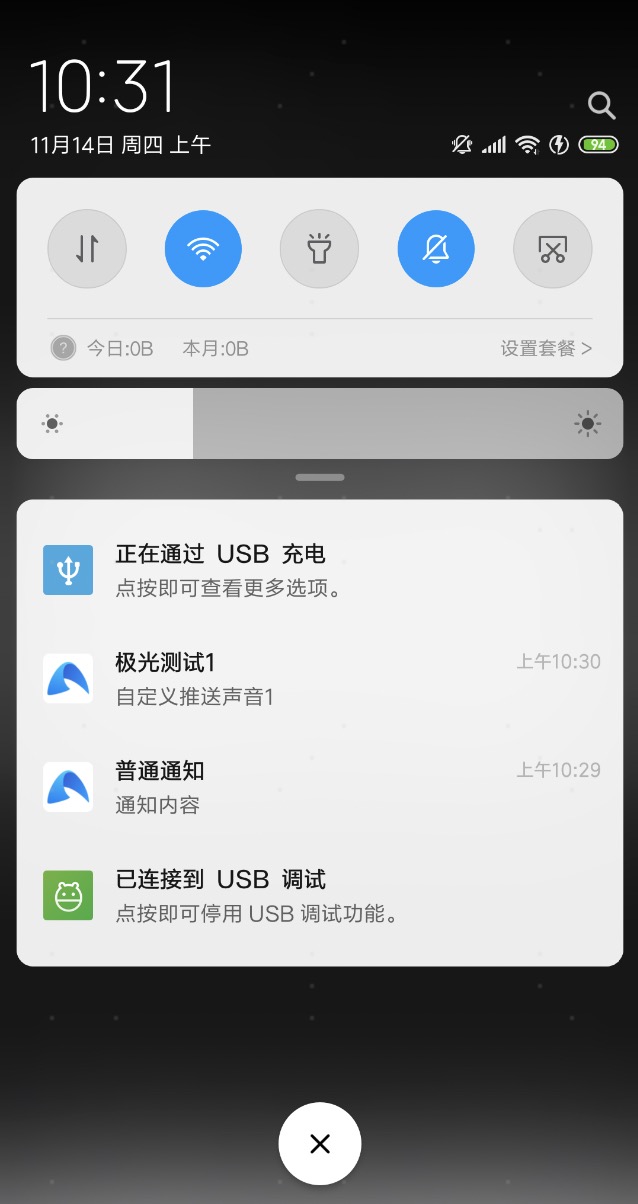 10:31
11月14日 周四 上午
94
今日:0B 本月:0B 设置套餐 >
正在通过 USB 充电
点按即可查看更多选项。
极光测试1 上午10:30
自定义推送声音1
普通通知 上午10:29
通知内容
已连接到 USB 调试
点按即可停用 USB 调试功能。